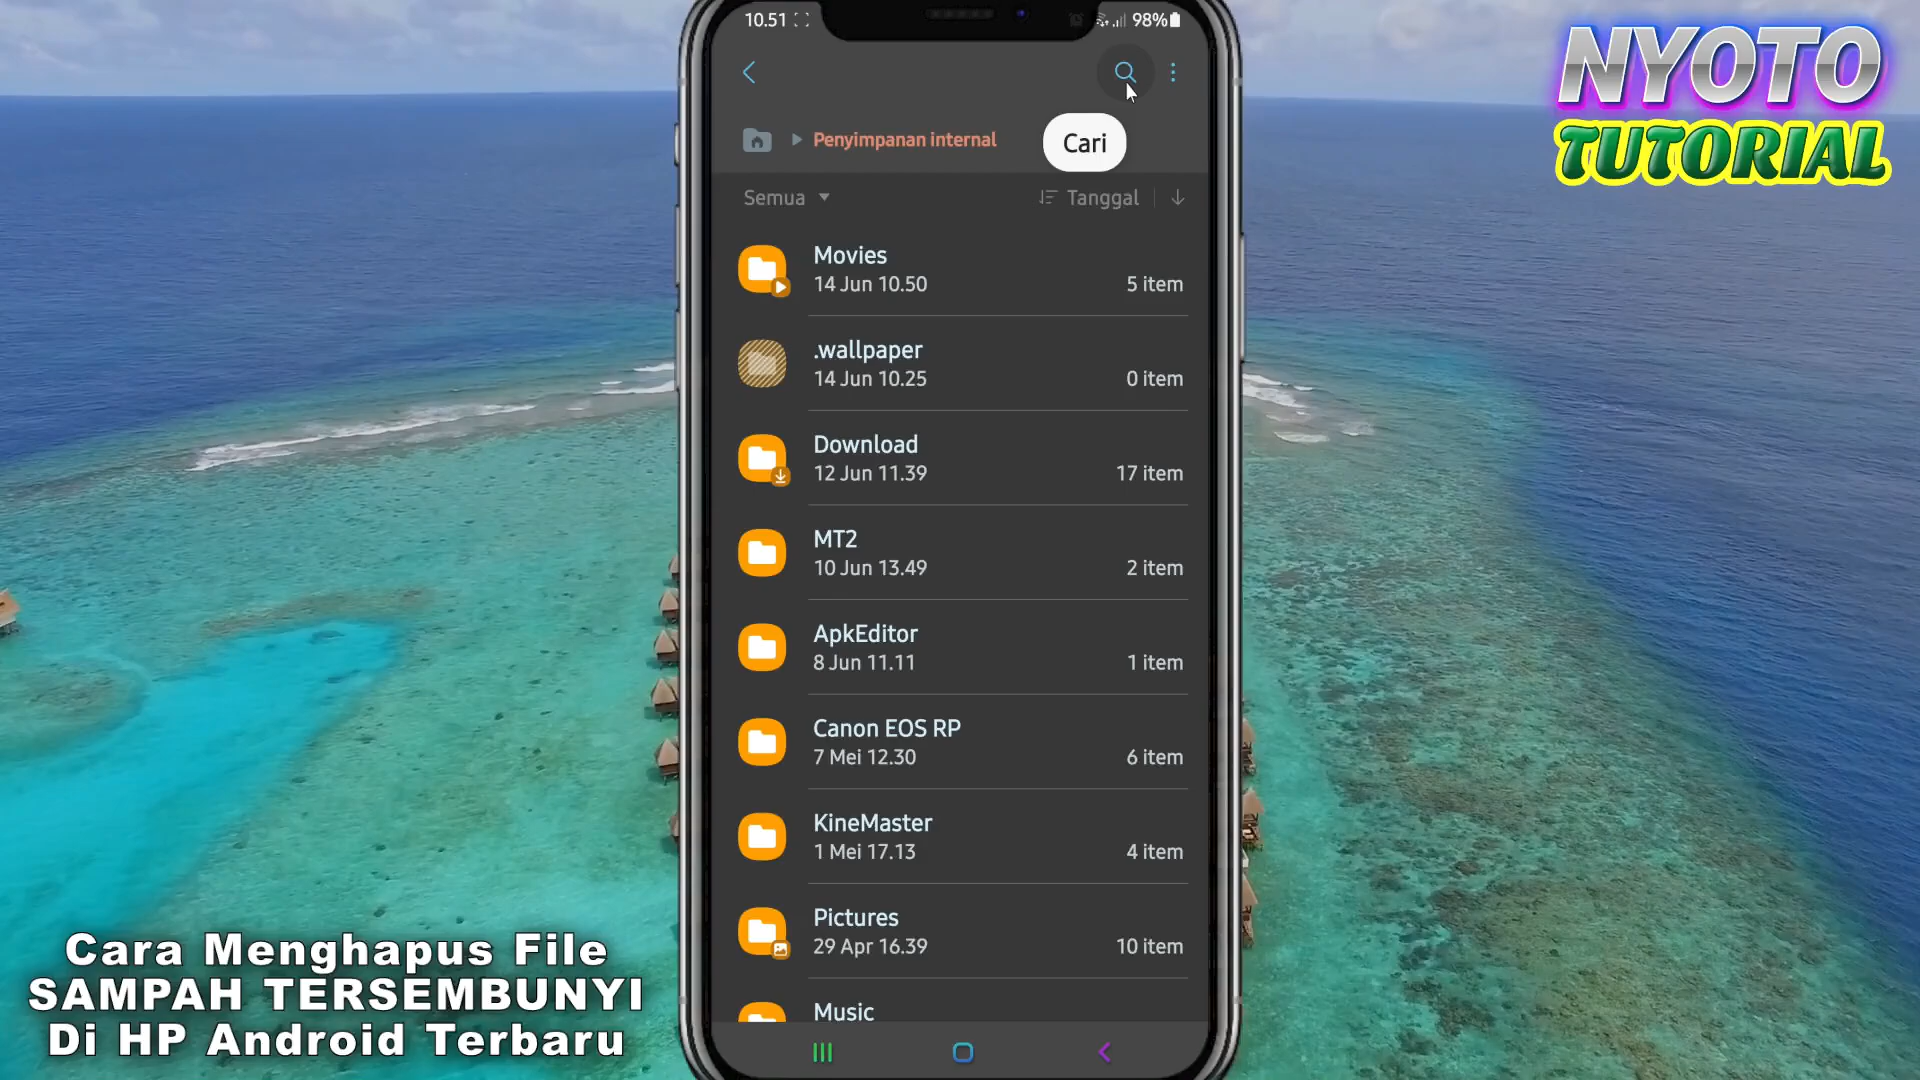 10.51
98%
Penyimpanan internal
Cari
Semua
Tanggal
Movies
14 Jun 10.50
5 item
.wallpaper
14 Jun 10.25
0 item
Download
12 Jun 11.39
17 item
MT2
10 Jun 13.49
2 item
ApkEditor
8 Jun 11.11
1 item
Canon EOS RP
7 Mei 12.30
6 item
KineMaster
1 Mei 17.13
4 item
Pictures
29 Apr 16.39
10 item
Music
NYOTO
TUTORIAL
Cara Menghapus File
SAMPAH TERSEMBUNYI
Di HP Android Terbaru